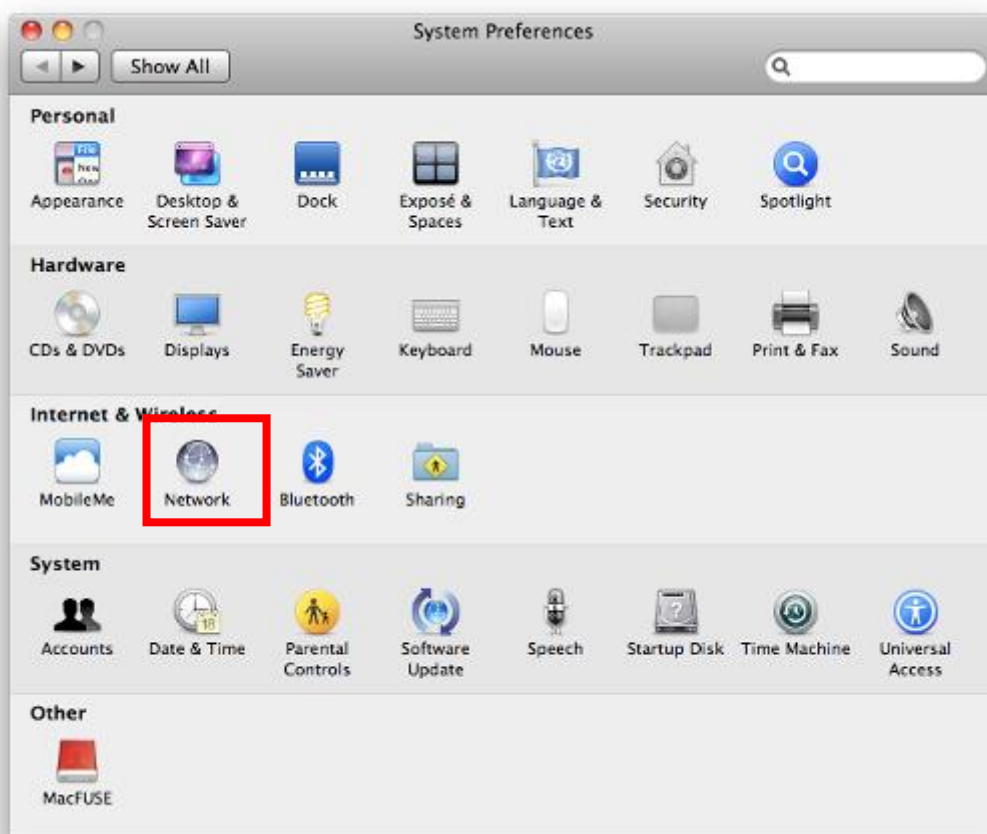 System Preferences
Show All
Personal
Appearance
Desktop &
Screen Saver
Dock
Exposé &
Spaces
Language &
Text
Security
Spotlight
Hardware
CDs & DVDs
Displays
Energy
Saver
Keyboard
Mouse
Trackpad
Print & Fax
Sound
Internet & Wireless
MobileMe
Network
Bluetooth
Sharing
System
Accounts
18
Date & Time
Parental
Controls
Software
Update
Speech
Startup Disk
Time Machine
Universal
Access
Other
MacFUSE